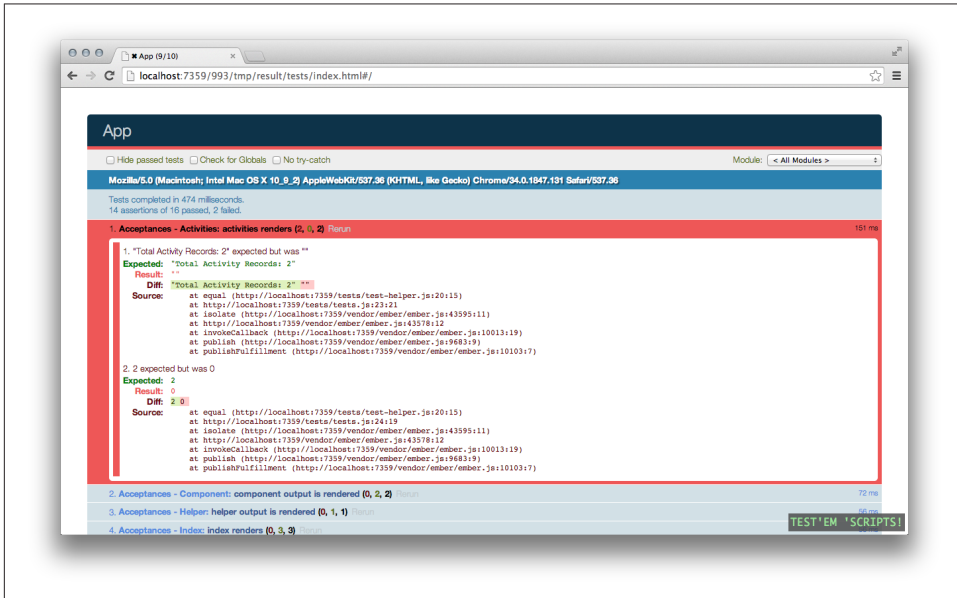 ✖ App (9/10)
localhost:7359/993/tmp/result/tests/index.html#/
App
Hide passed tests Check for Globals No try-catch Module: < All Modules >
Mozilla/5.0 (Macintosh; Intel Mac OS X 10_9_2) AppleWebKit/537.36 (KHTML, like Gecko) Chrome/34.0.1847.131 Safari/537.36
Tests completed in 474 milliseconds.
14 assertions of 16 passed, 2 failed.
1. Acceptances - Activities: activities renders (2, 0, 2) Rerun 151 ms
1. "Total Activity Records: 2" expected but was ""
Expected: "Total Activity Records: 2"
Result: ""
Diff: "Total Activity Records: 2" ""
Source: at equal (http://localhost:7359/tests/test-helper.js:20:15)
at http://localhost:7359/tests/tests.js:23:21
at isolate (http://localhost:7359/vendor/ember/ember.js:43595:11)
at http://localhost:7359/vendor/ember/ember.js:43578:12
at invokeCallback (http://localhost:7359/vendor/ember/ember.js:10013:19)
at publish (http://localhost:7359/vendor/ember/ember.js:9683:9)
at publishFulfillment (http://localhost:7359/vendor/ember/ember.js:10103:7)
2. 2 expected but was 0
Expected: 2
Result: 0
Diff: 2 0
Source: at equal (http://localhost:7359/tests/test-helper.js:20:15)
at http://localhost:7359/tests/tests.js:24:19
at isolate (http://localhost:7359/vendor/ember/ember.js:43595:11)
at http://localhost:7359/vendor/ember/ember.js:43578:12
at invokeCallback (http://localhost:7359/vendor/ember/ember.js:10013:19)
at publish (http://localhost:7359/vendor/ember/ember.js:9683:9)
at publishFulfillment (http://localhost:7359/vendor/ember/ember.js:10103:7)
2. Acceptances - Component: component output is rendered (0, 2, 2) Rerun 72 ms
3. Acceptances - Helper: helper output is rendered (0, 1, 1) Rerun ms
4. Acceptances - Index: index renders (0, 3, 3) Rerun
TEST'EM 'SCRIPTS!